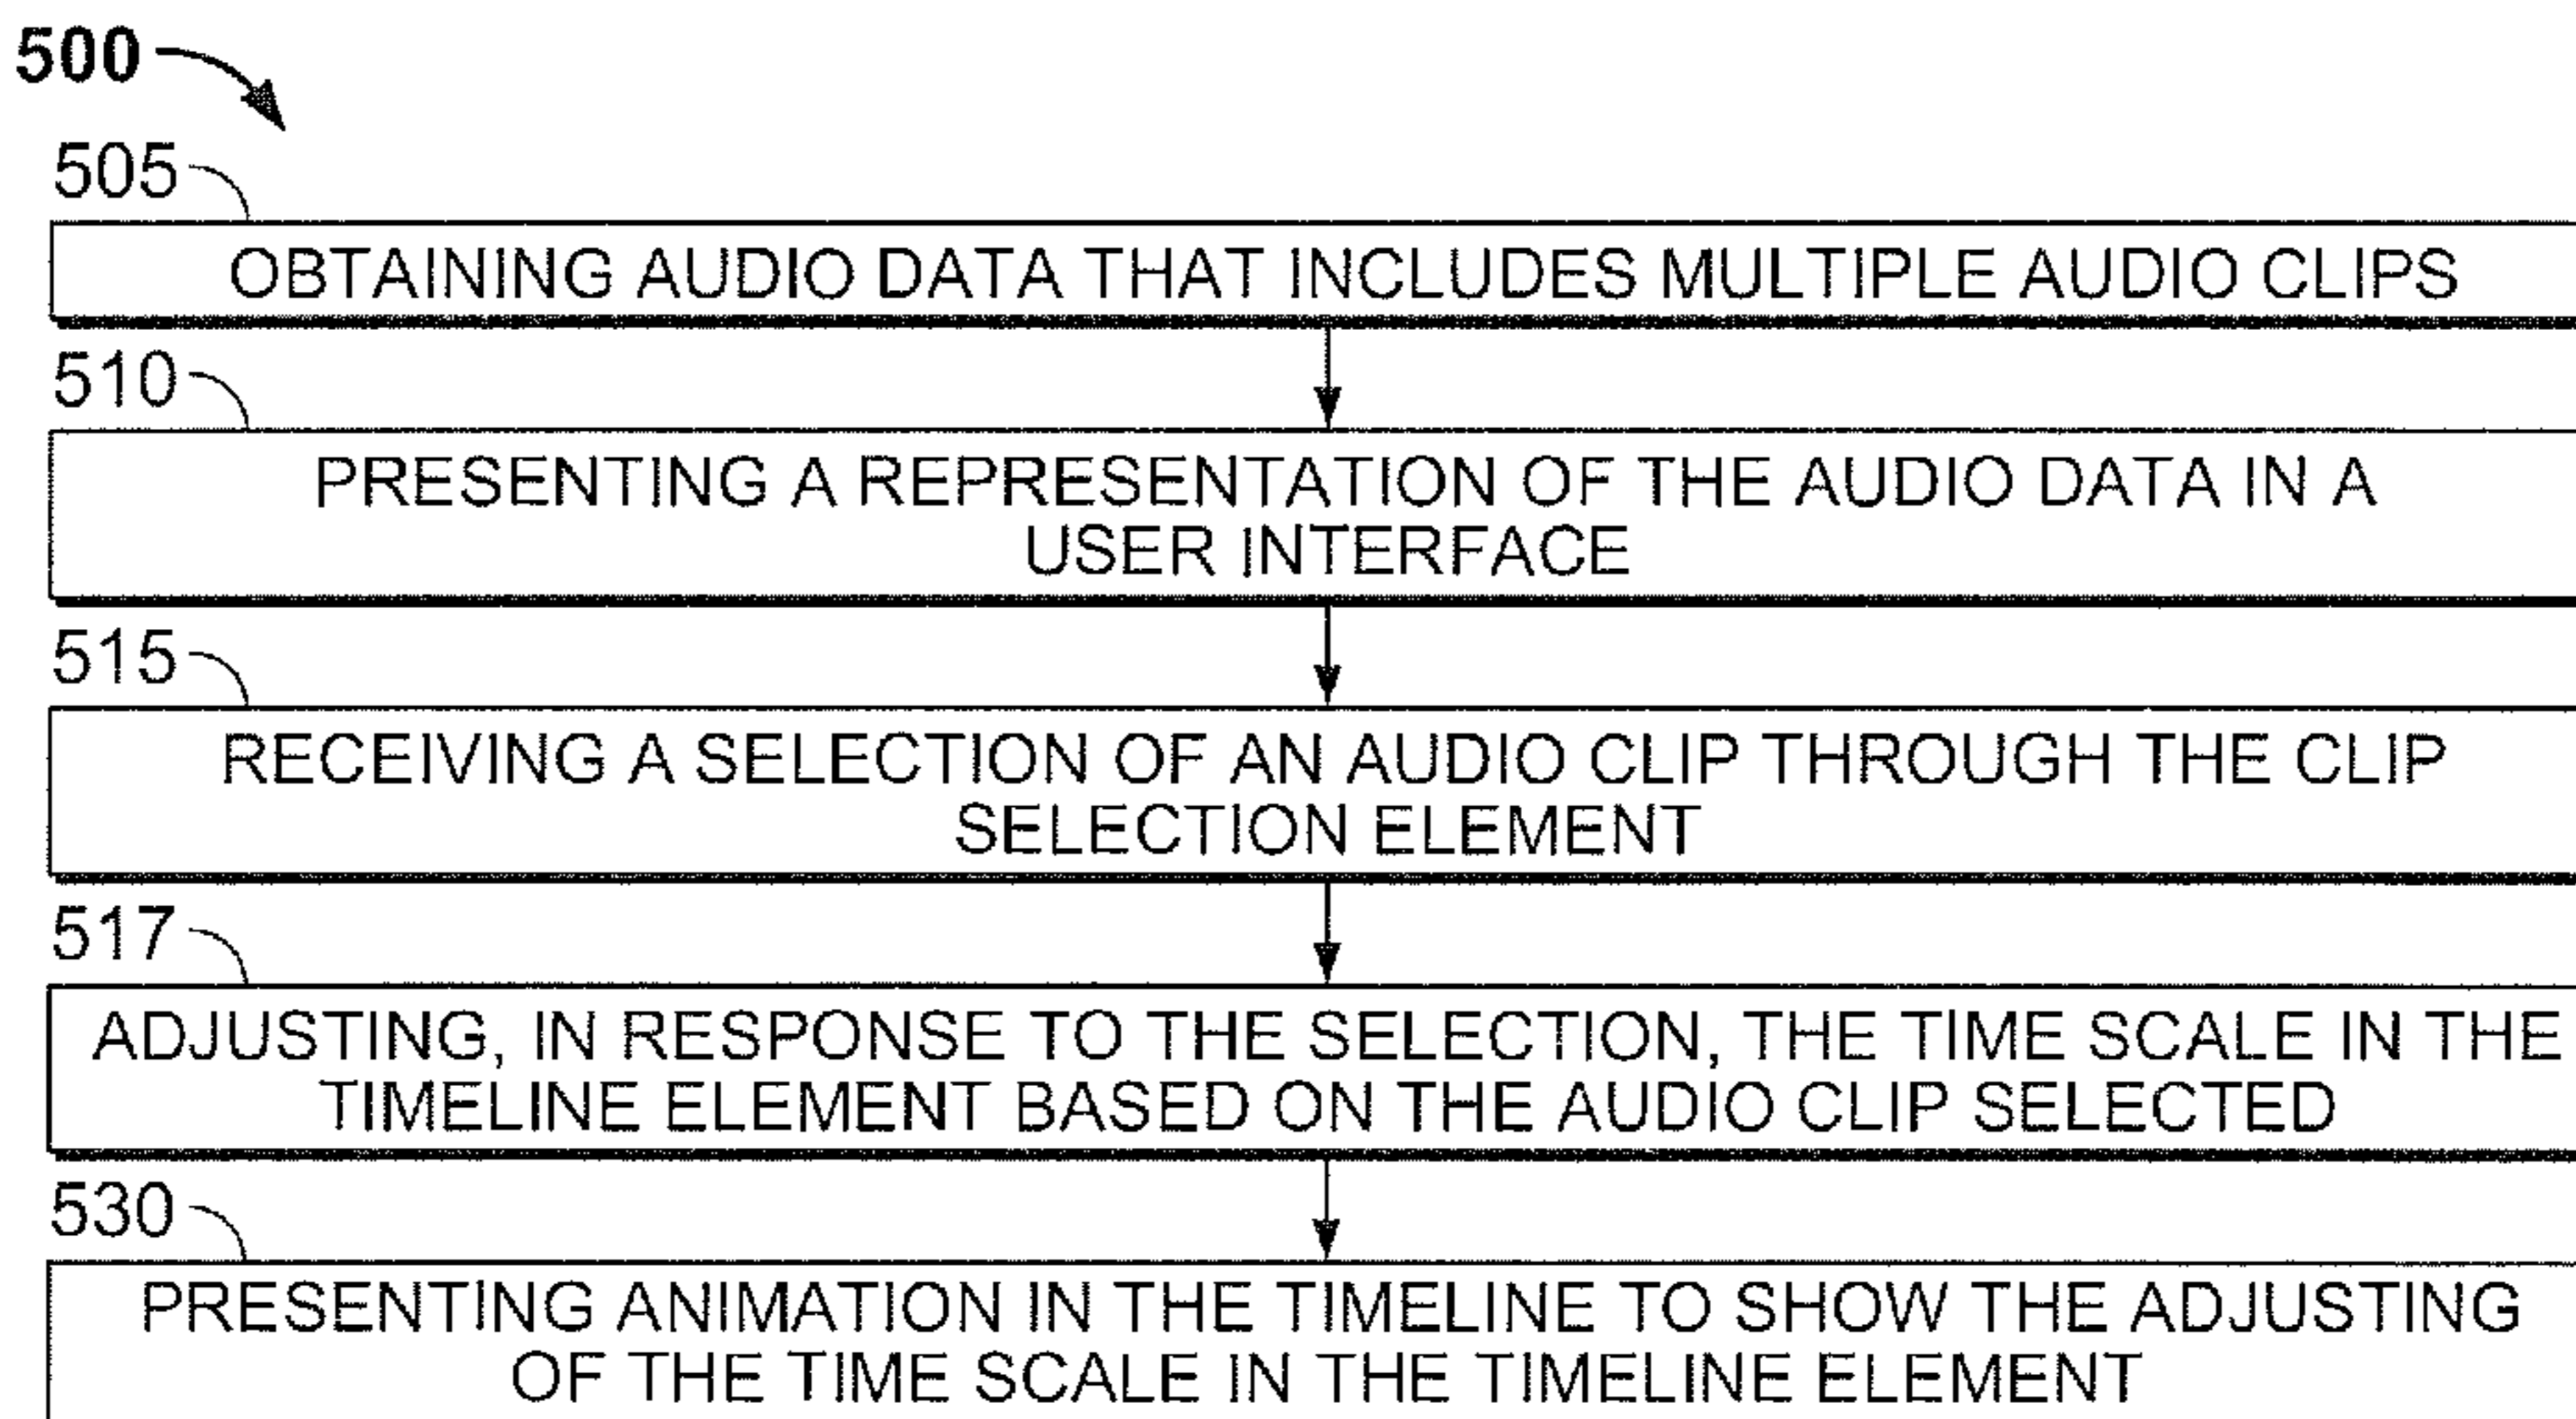 500
505
OBTAINING AUDIO DATA THAT INCLUDES MULTIPLE AUDIO CLIPS
510
PRESENTING A REPRESENTATION OF THE AUDIO DATA IN A
USER INTERFACE
515
RECEIVING A SELECTION OF AN AUDIO CLIP THROUGH THE CLIP
SELECTION ELEMENT
517
ADJUSTING, IN RESPONSE TO THE SELECTION, THE TIME SCALE IN THE
TIMELINE ELEMENT BASED ON THE AUDIO CLIP SELECTED
530
PRESENTING ANIMATION IN THE TIMELINE TO SHOW THE ADJUSTING
OF THE TIME SCALE IN THE TIMELINE ELEMENT